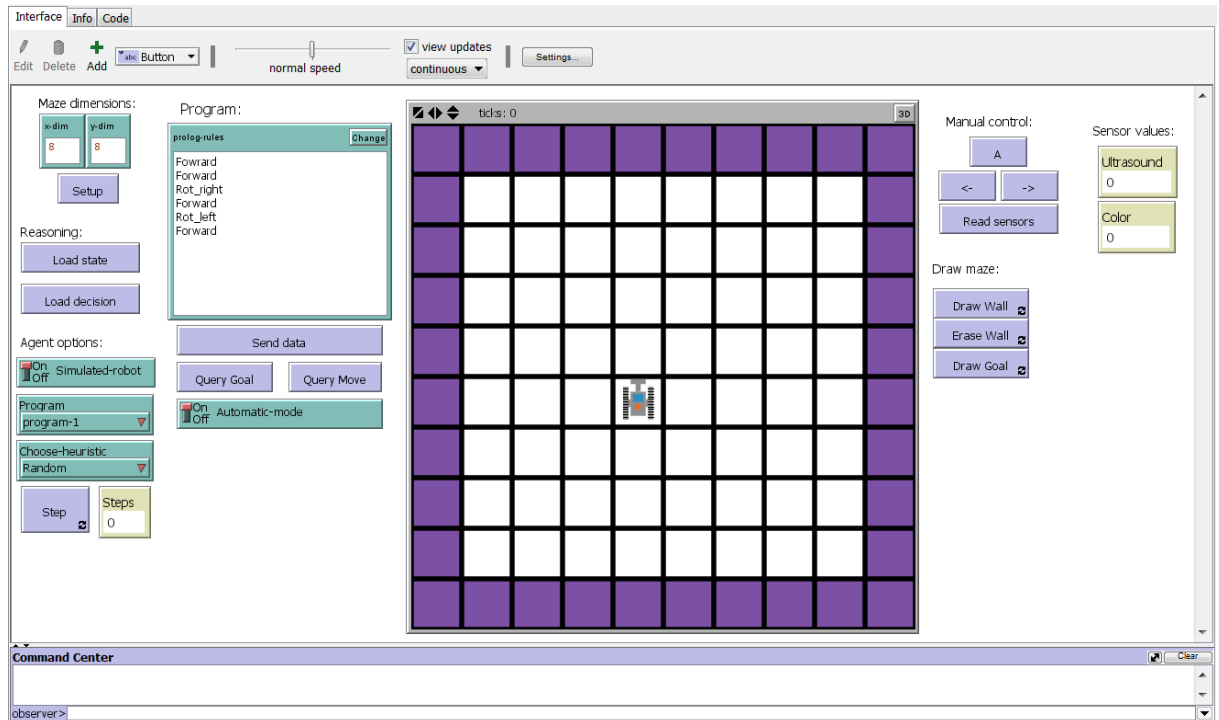 Interface Info Code
Edit Delete Add abc Button normal speed view updates continuous Settings...
Maze dimensions:
x-dim y-dim
8 8
Setup
Reasoning:
Load state
Load decision
Agent options:
On Off Simulated-robot
Program
program-1
Choose-heuristic
Random
Step
Steps
0
Program:
prolog-rules Change
Fowrard
Forward
Rot_right
Forward
Rot_left
Forward
Send data
Query Goal Query Move
On Off Automatic-mode
ticks: 0 3D
Manual control:
A
<- ->
Read sensors
Sensor values:
Ultrasound
0
Color
0
Draw maze:
Draw Wall
Erase Wall
Draw Goal
Command Center Clear
observer>